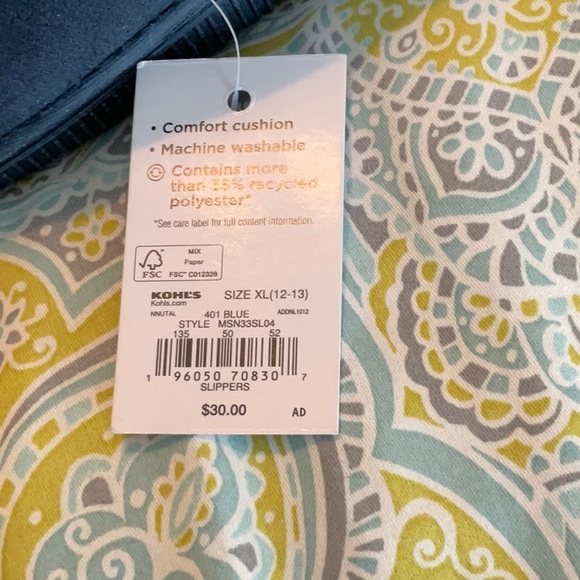 • Comfort cushion
• Machine washable
Contains more
than 35% recycled
polyester*
*See care label for full content information.
MIX
Paper
FSC
FSC™ C012326
KOHL'S
Kohls.com
SIZE XL(12-13)
NNUTAL 401 BLUE ADDNL1012
STYLE MSN33SL04
135 50 52
1 96050 70830 7
SLIPPERS
$30.00 AD